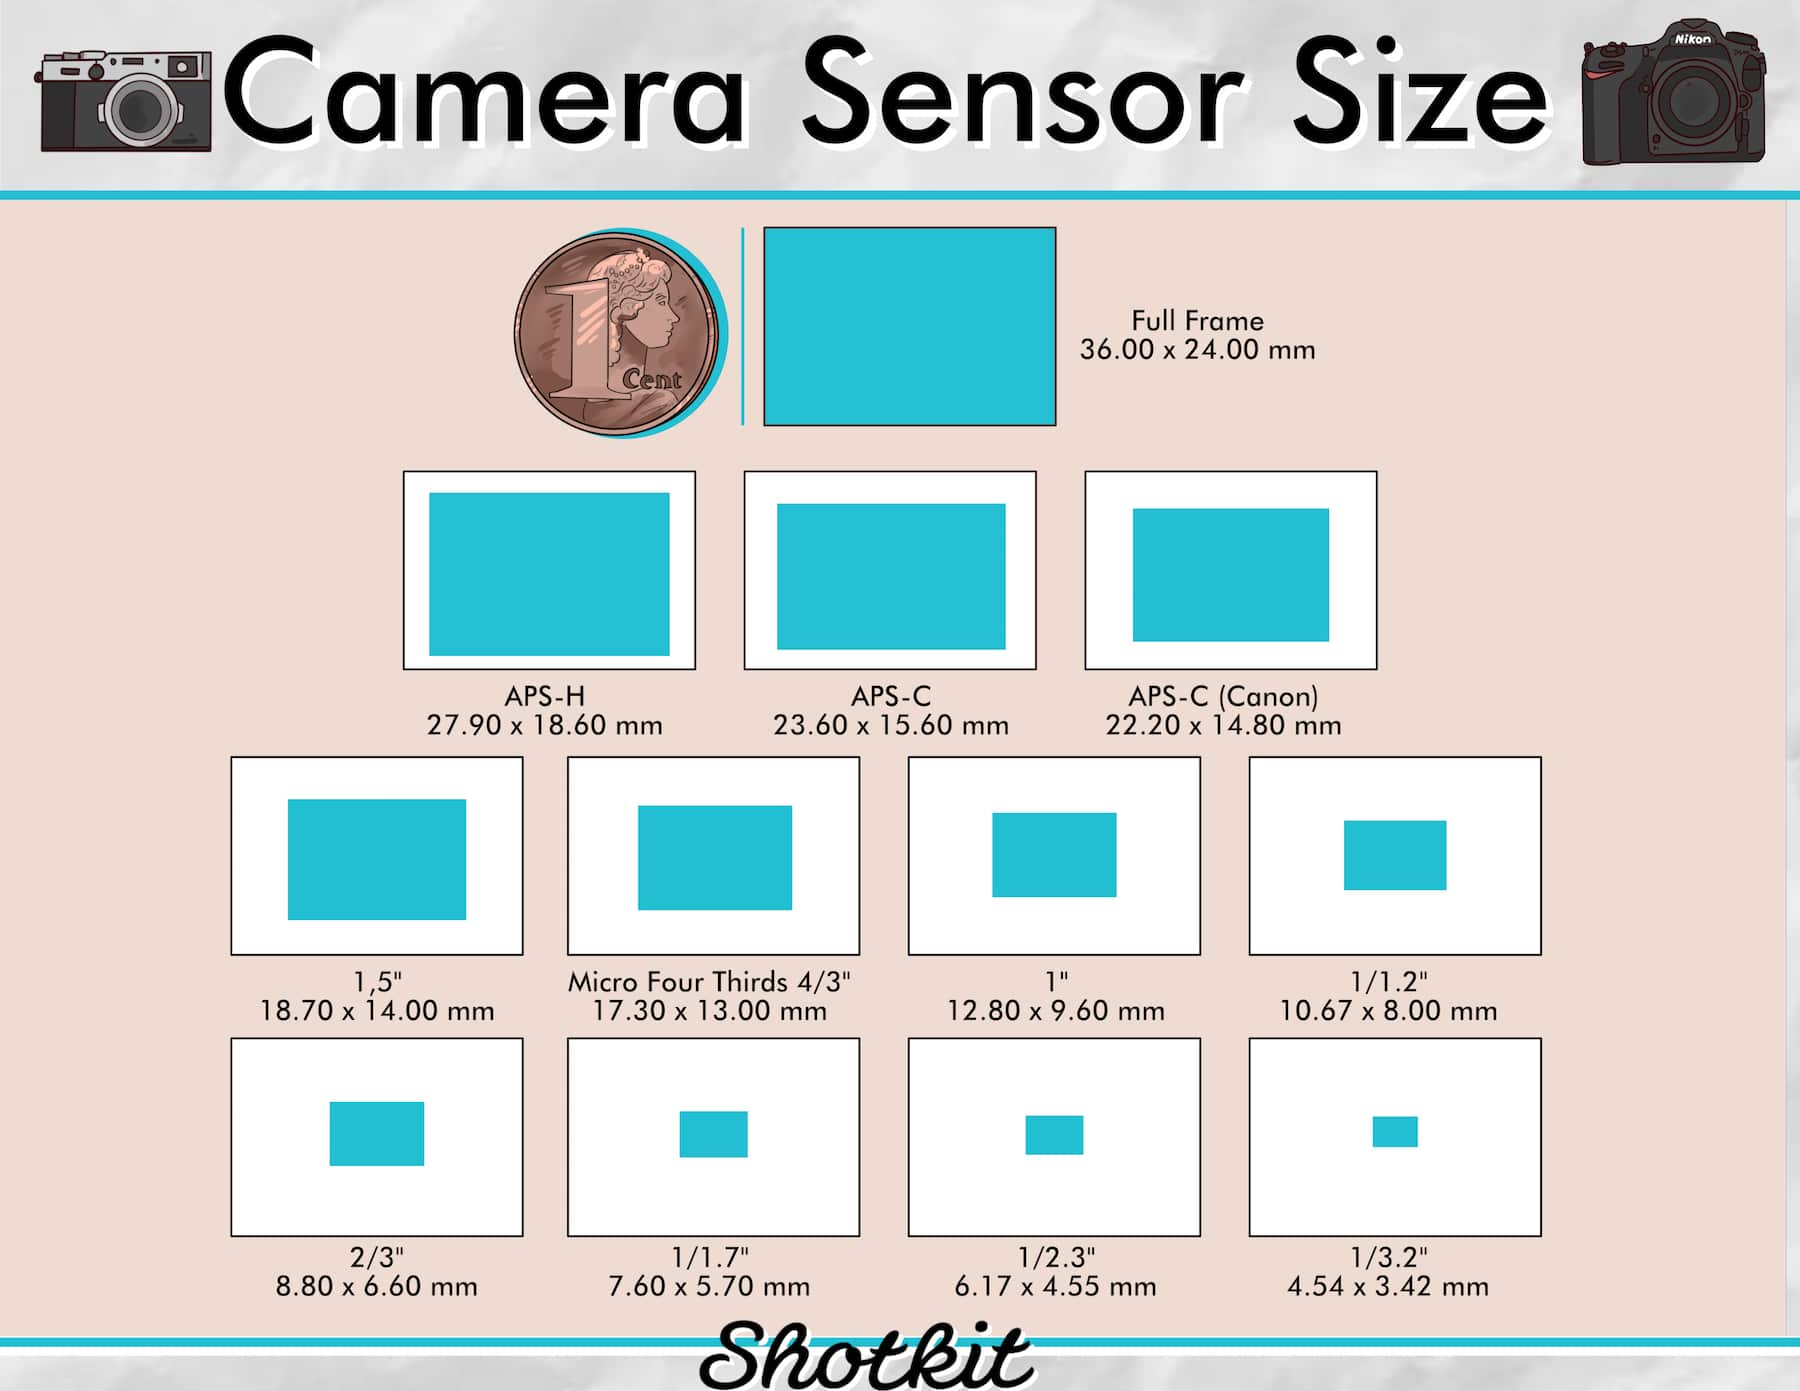 Camera Sensor Size
Nikon
1
Cent
Full Frame
36.00 x 24.00 mm
APS-H
27.90 x 18.60 mm
APS-C
23.60 x 15.60 mm
APS-C (Canon)
22.20 x 14.80 mm
1,5"
18.70 x 14.00 mm
Micro Four Thirds 4/3"
17.30 x 13.00 mm
1"
12.80 x 9.60 mm
1/1.2"
10.67 x 8.00 mm
2/3"
8.80 x 6.60 mm
1/1.7"
7.60 x 5.70 mm
1/2.3"
6.17 x 4.55 mm
1/3.2"
4.54 x 3.42 mm
Shotkit